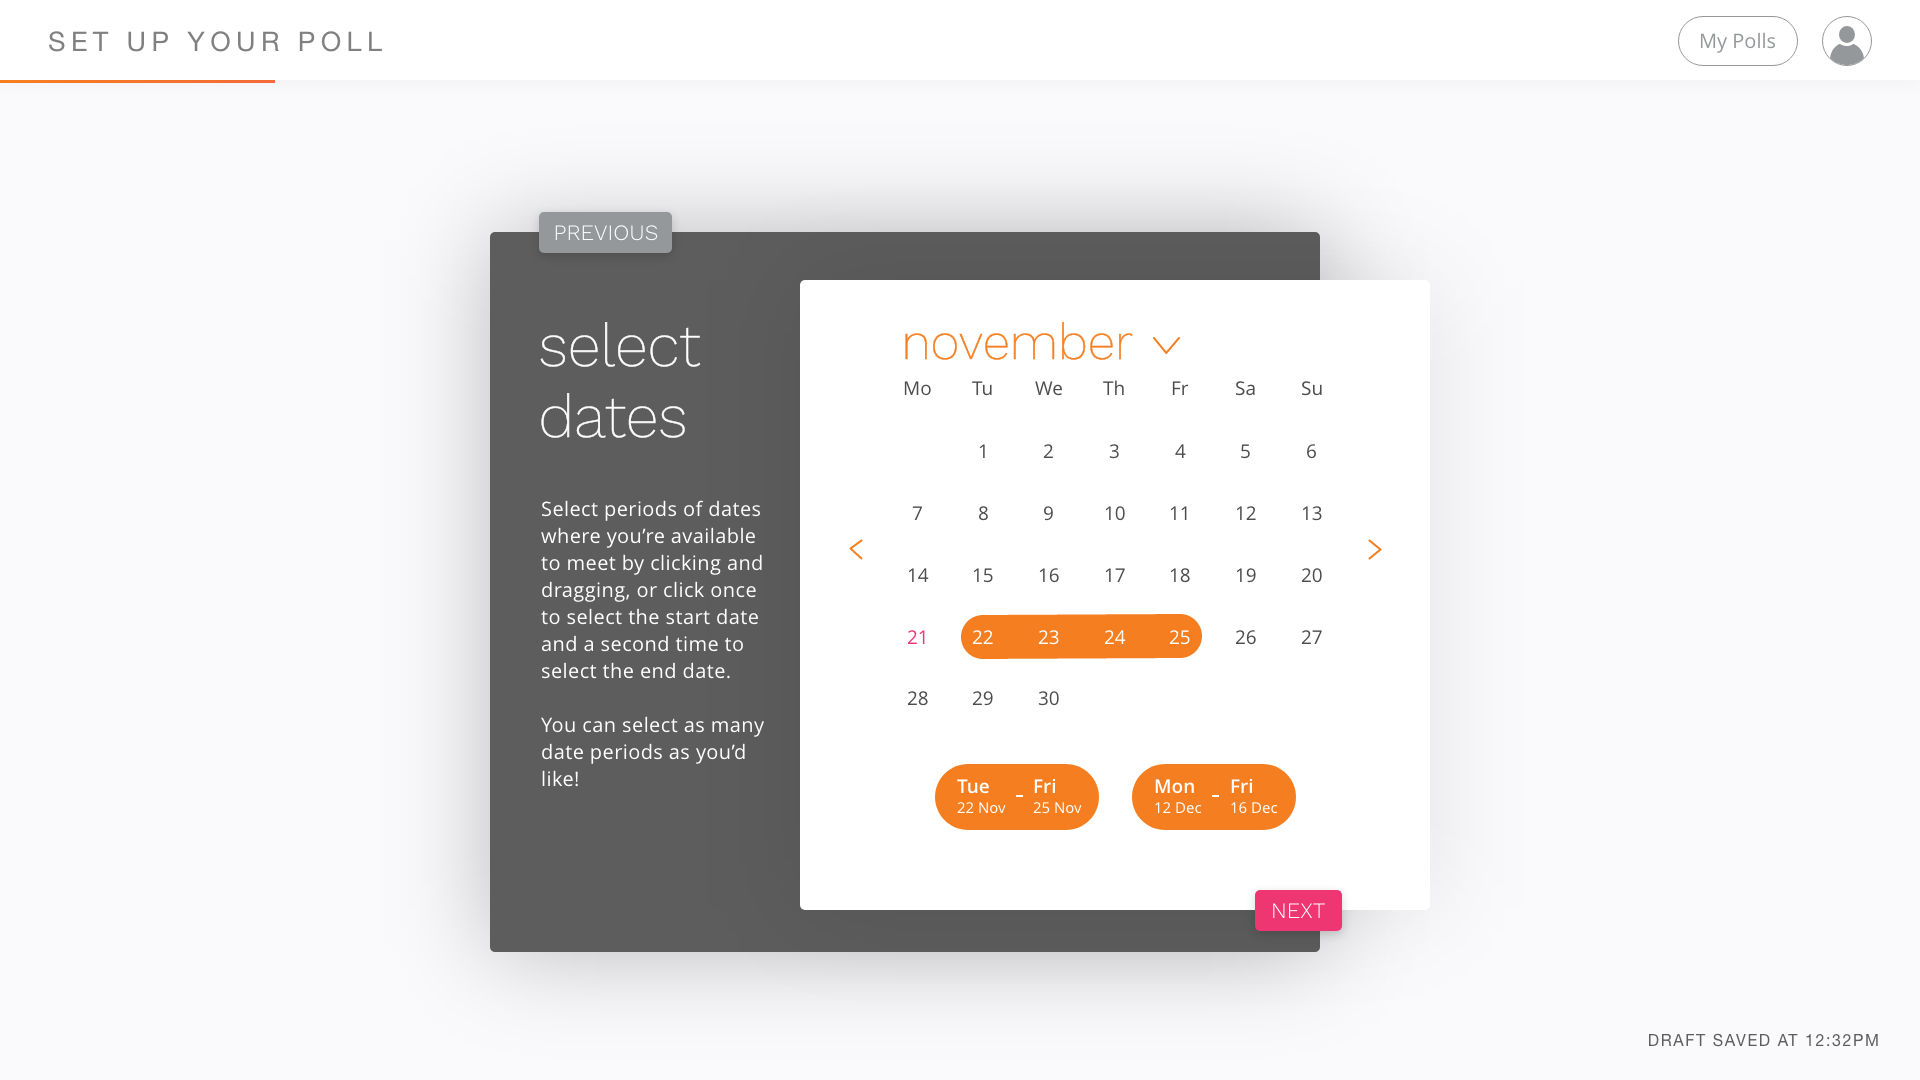 SET UP YOUR POLL
My Polls
PREVIOUS
select
dates
Select periods of dates
where you’re available
to meet by clicking and
dragging, or click once
to select the start date
and a second time to
select the end date.
You can select as many
date periods as you’d
like!
november
Mo Tu We Th Fr Sa Su
1 2 3 4 5 6
7 8 9 10 11 12 13
14 15 16 17 18 19 20
21 22 23 24 25 26 27
28 29 30
Tue - Fri
22 Nov 25 Nov
Mon - Fri
12 Dec 16 Dec
NEXT
DRAFT SAVED AT 12:32PM